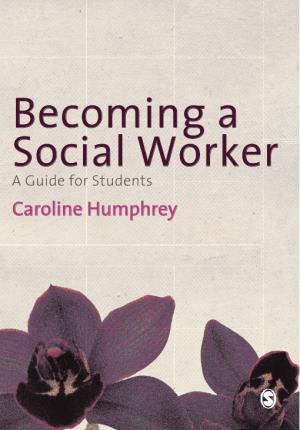 Becoming a
Social Worker
A Guide for Students
Caroline Humphrey
S